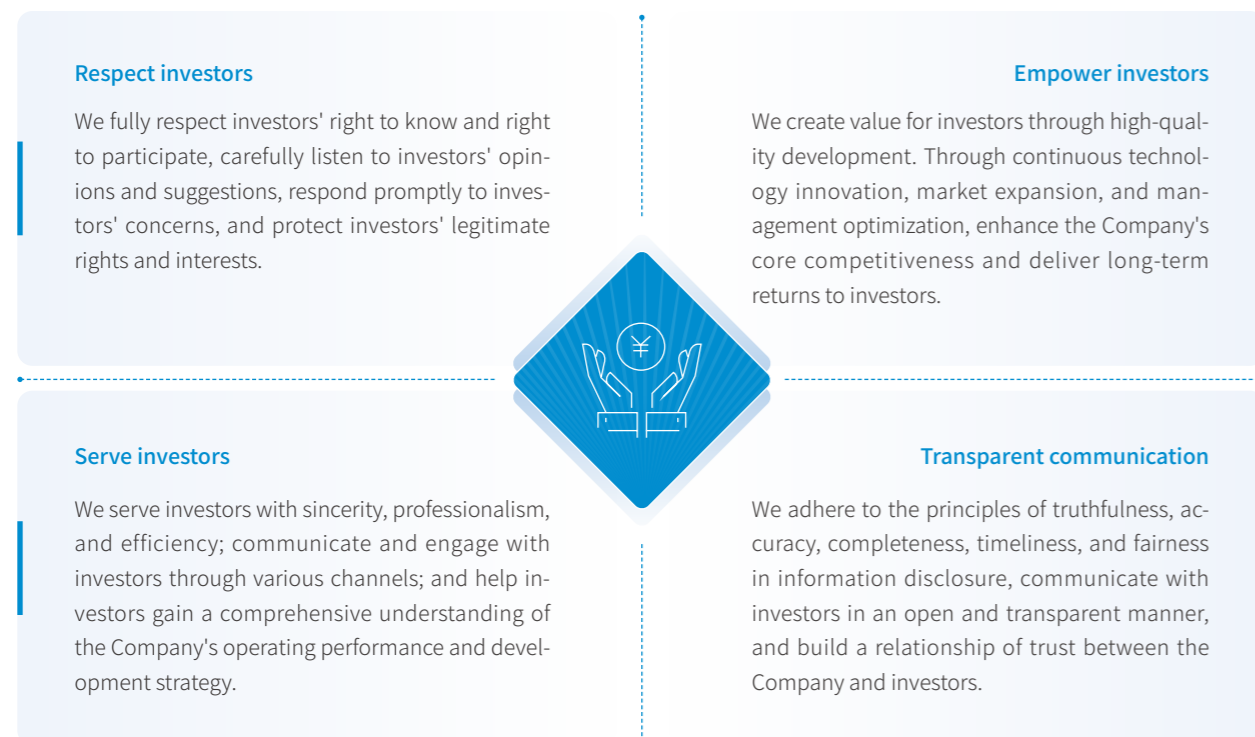 Respect investors
We fully respect investors' right to know and right
to participate, carefully listen to investors' opin-
ions and suggestions, respond promptly to inves-
tors' concerns, and protect investors' legitimate
rights and interests.
Empower investors
We create value for investors through high-qual-
ity development. Through continuous technol-
ogy innovation, market expansion, and man-
agement optimization, enhance the Company's
core competitiveness and deliver long-term
returns to investors.
¥
Serve investors
We serve investors with sincerity, professionalism,
and efficiency; communicate and engage with
investors through various channels; and help in-
vestors gain a comprehensive understanding of
the Company's operating performance and devel-
opment strategy.
Transparent communication
We adhere to the principles of truthfulness, ac-
curacy, completeness, timeliness, and fairness
in information disclosure, communicate with
investors in an open and transparent manner,
and build a relationship of trust between the
Company and investors.